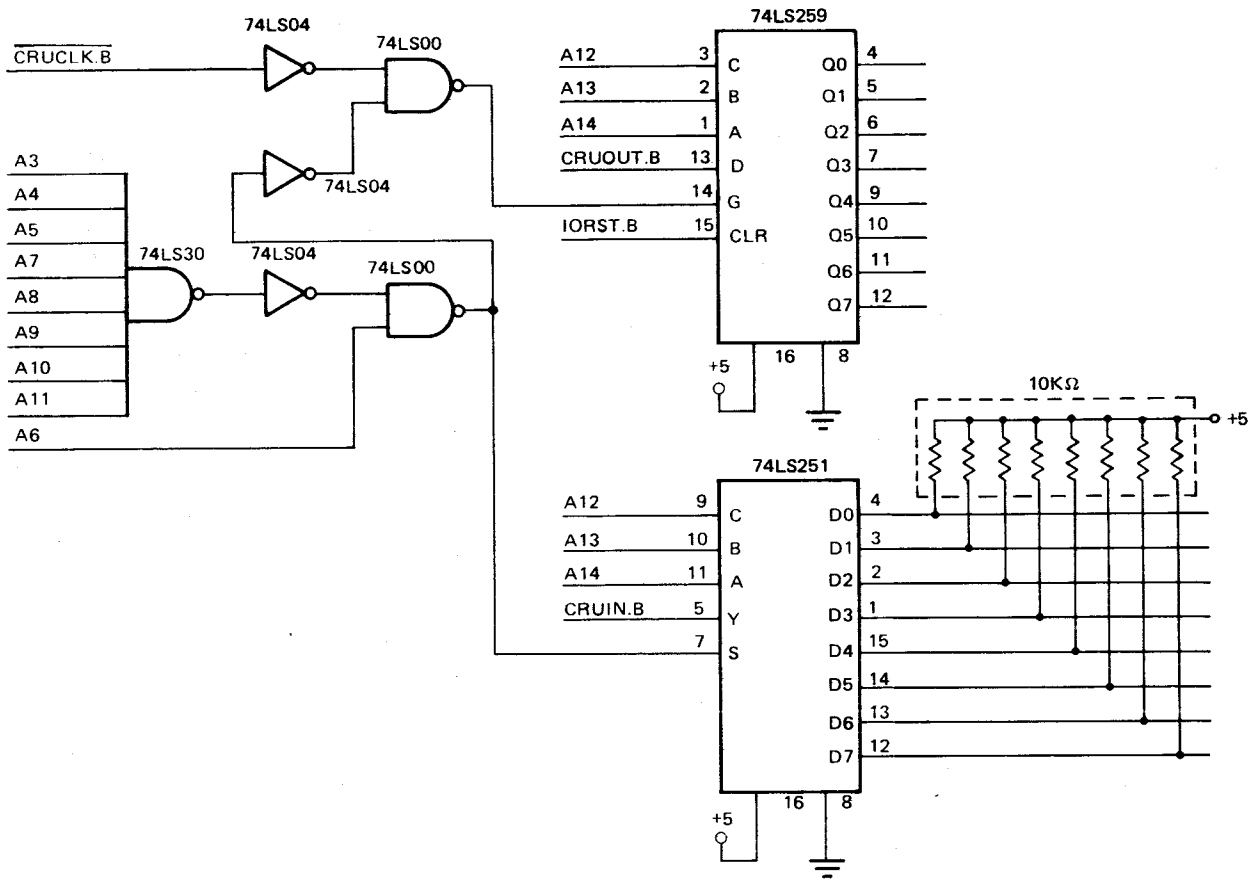 74LS04
CRUCLK.B
74LS00
74LS04
A3
A4
A5
A7
A8
A9
A10
A11
A6
74LS30
74LS04
74LS00
74LS259
A12 3 C
A13 2 B
A14 1 A
CRUOUT.B 13 D
14 G
IORST.B 15 CLR
Q0 4
Q1 5
Q2 6
Q3 7
Q4 9
Q5 10
Q6 11
Q7 12
+5
16
8
10KΩ
+5
74LS251
A12 9 C
A13 10 B
A14 11 A
CRUIN.B 5 Y
7 S
D0 4
D1 3
D2 2
D3 1
D4 15
D5 14
D6 13
D7 12
+5
16
8